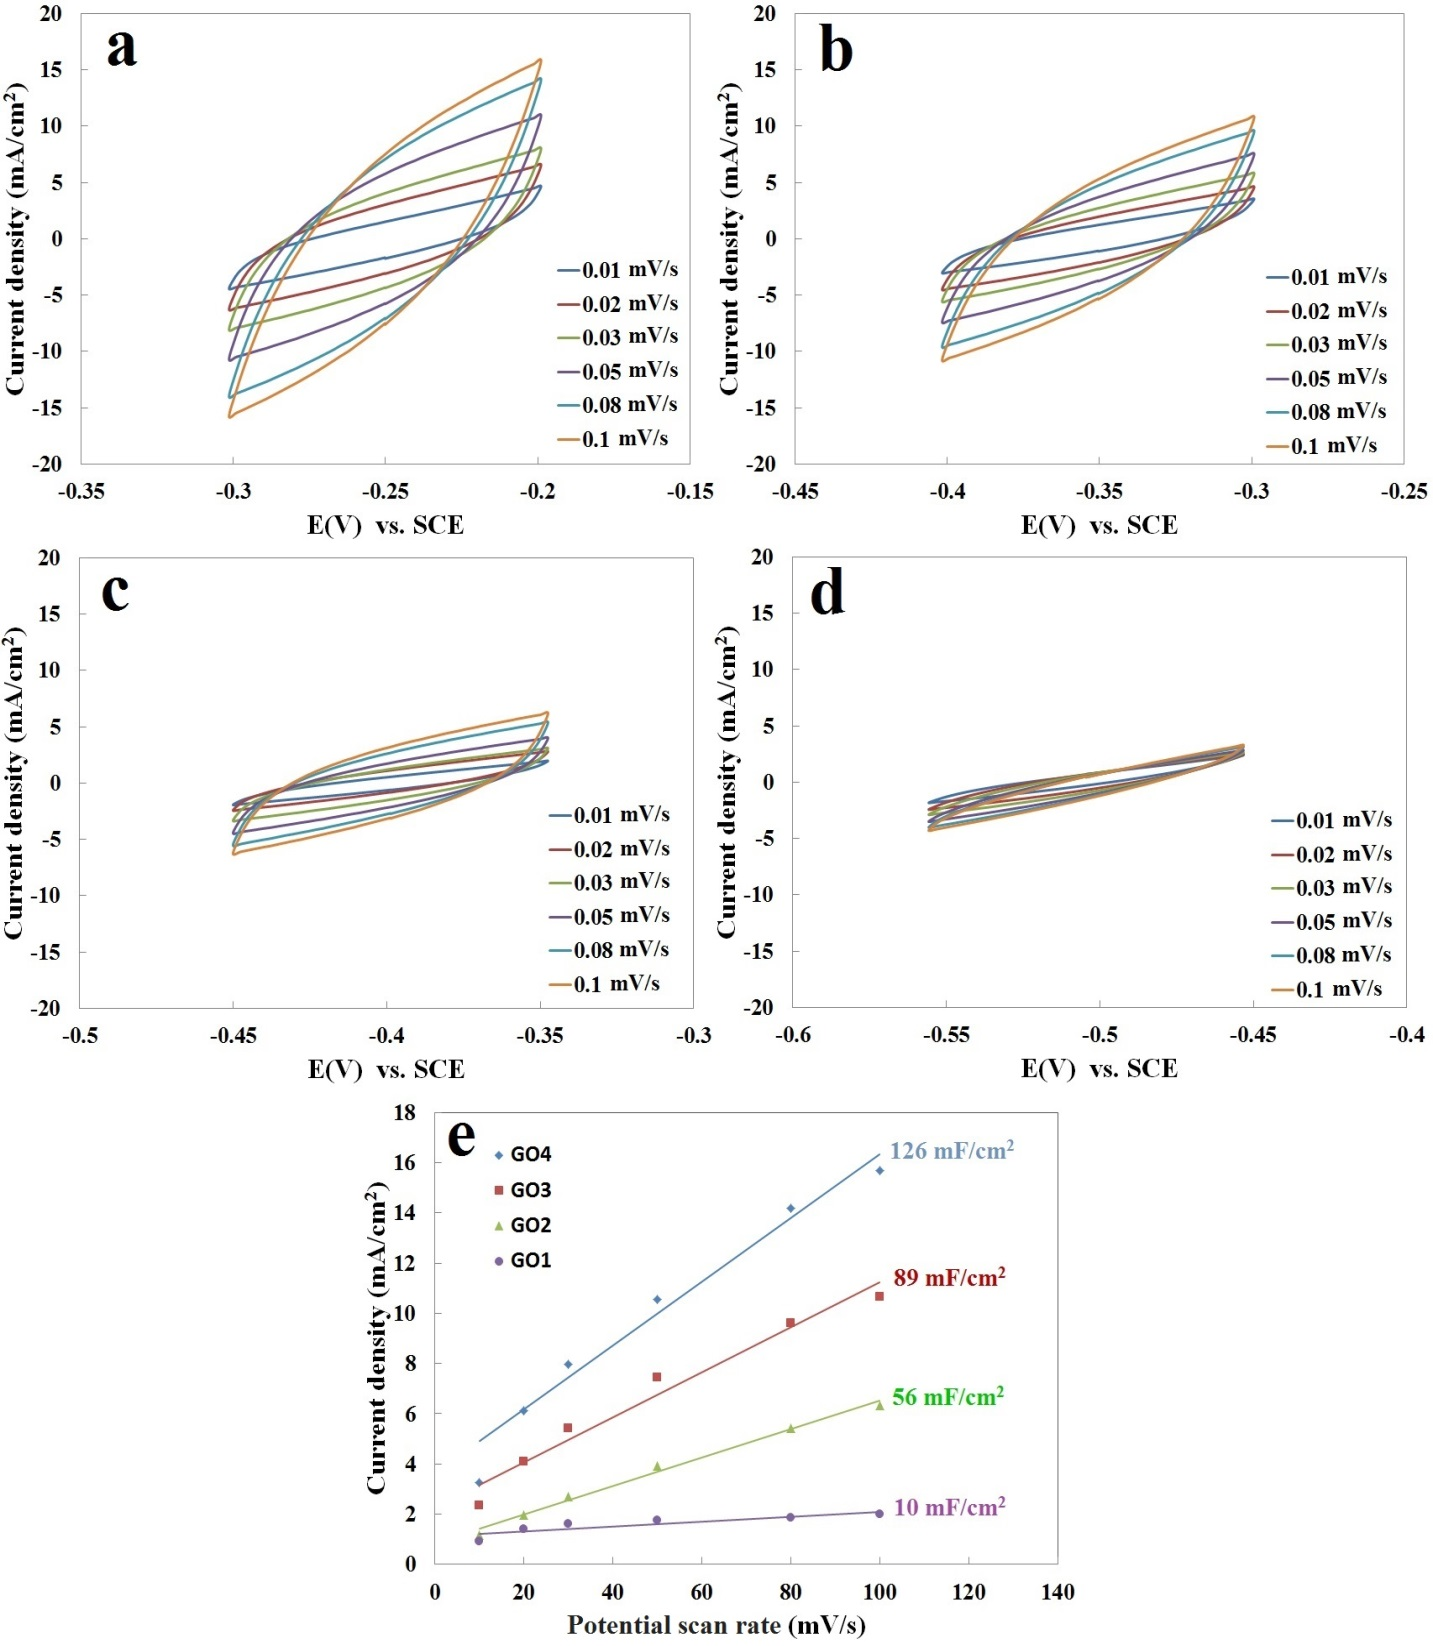 a
Current density (mA/cm2)
20
15
10
5
0
-5
-10
-15
-20
-0.35
-0.3
-0.25
-0.2
-0.15
E(V) vs. SCE
0.01 mV/s
0.02 mV/s
0.03 mV/s
0.05 mV/s
0.08 mV/s
0.1 mV/s
b
Current density (mA/cm2)
20
15
10
5
0
-5
-10
-15
-20
-0.45
-0.4
-0.35
-0.3
-0.25
E(V) vs. SCE
0.01 mV/s
0.02 mV/s
0.03 mV/s
0.05 mV/s
0.08 mV/s
0.1 mV/s
c
Current density (mA/cm2)
20
15
10
5
0
-5
-10
-15
-20
-0.5
-0.45
-0.4
-0.35
-0.3
E(V) vs. SCE
0.01 mV/s
0.02 mV/s
0.03 mV/s
0.05 mV/s
0.08 mV/s
0.1 mV/s
d
Current density (mA/cm2)
20
15
10
5
0
-5
-10
-15
-20
-0.6
-0.55
-0.5
-0.45
-0.4
E(V) vs. SCE
0.01 mV/s
0.02 mV/s
0.03 mV/s
0.05 mV/s
0.08 mV/s
0.1 mV/s
e
Current density (mA/cm2)
18
16
14
12
10
8
6
4
2
0
0
20
40
60
80
100
120
140
Potential scan rate (mV/s)
GO4
GO3
GO2
GO1
126 mF/cm2
89 mF/cm2
56 mF/cm2
10 mF/cm2